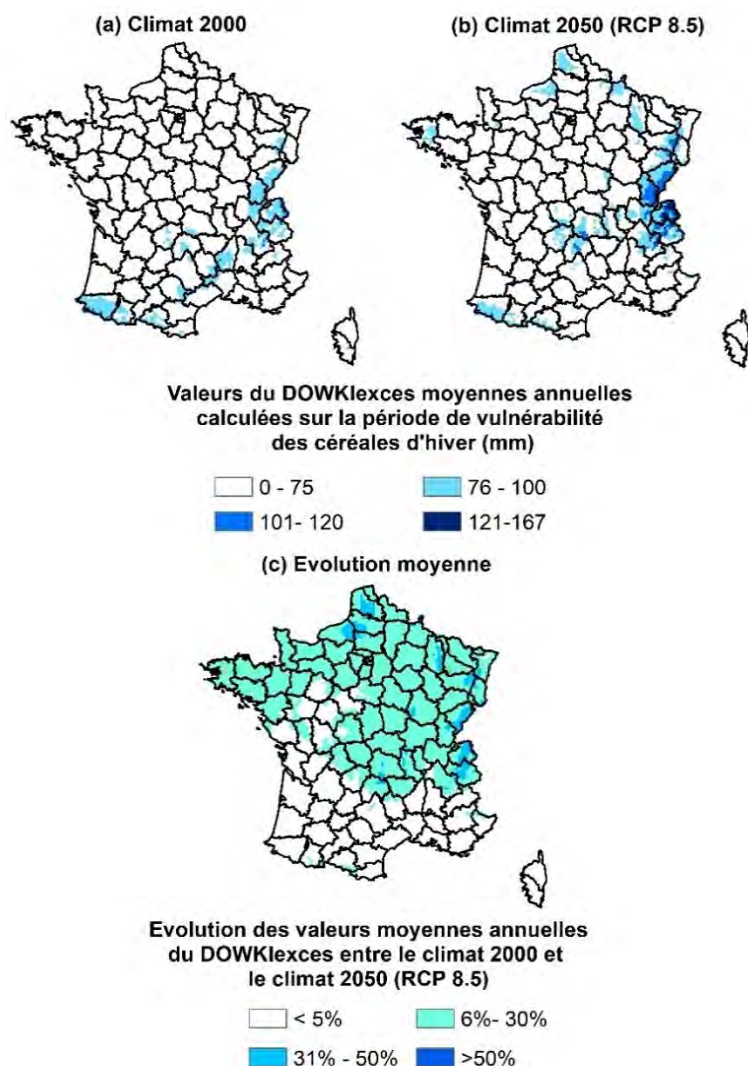 (a) Climat 2000
(b) Climat 2050 (RCP 8.5)
Valeurs du DOWKIexces moyennes annuelles
calculées sur la période de vulnérabilité
des céréales d'hiver (mm)
0 - 75
76 - 100
101- 120
121-167
(c) Evolution moyenne
Evolution des valeurs moyennes annuelles
du DOWKIexces entre le climat 2000 et
le climat 2050 (RCP 8.5)
< 5%
6%- 30%
31% - 50%
>50%